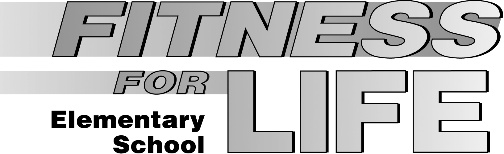 FITNESS
FOR LIFE
Elementary
School